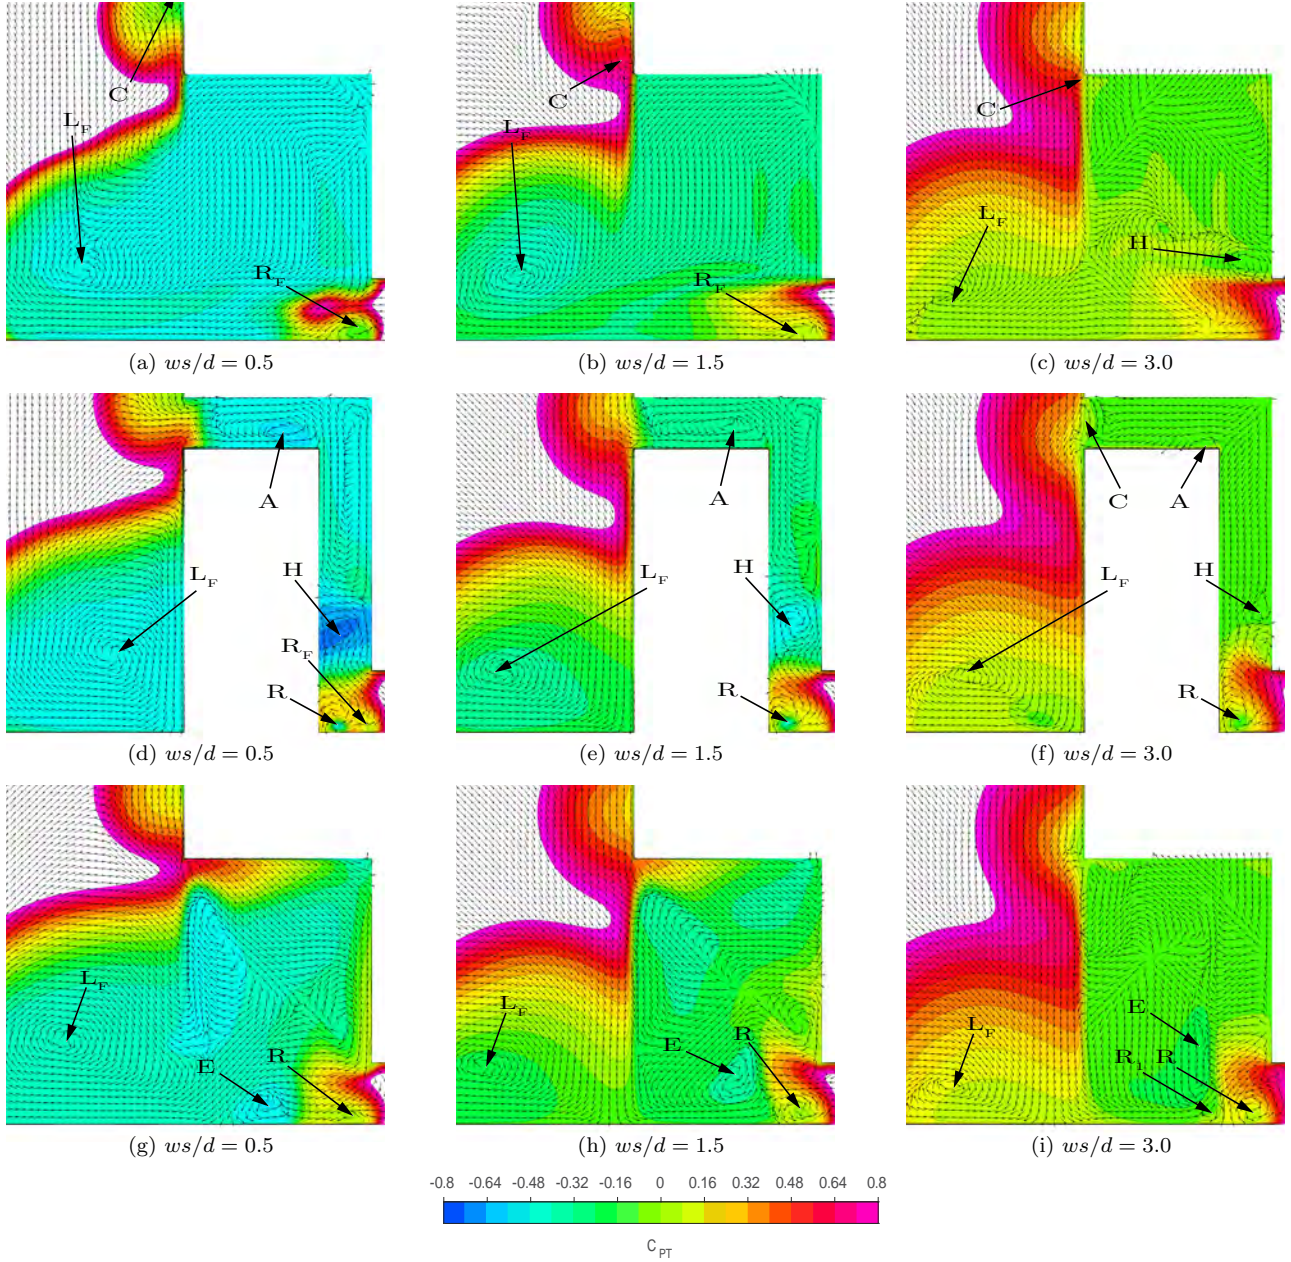 C
L_F
R_F
(a) ws/d = 0.5
C
L_F
R_F
(b) ws/d = 1.5
C
L_F
H
(c) ws/d = 3.0
A
L_F
H
R_F
R
(d) ws/d = 0.5
A
L_F
H
R
(e) ws/d = 1.5
C
A
L_F
H
R
(f) ws/d = 3.0
L_F
E
R
(g) ws/d = 0.5
L_F
E
R
(h) ws/d = 1.5
L_F
E
R
(i) ws/d = 3.0
-0.8 -0.64 -0.48 -0.32 -0.16 0 0.16 0.32 0.48 0.64 0.8
C_PT